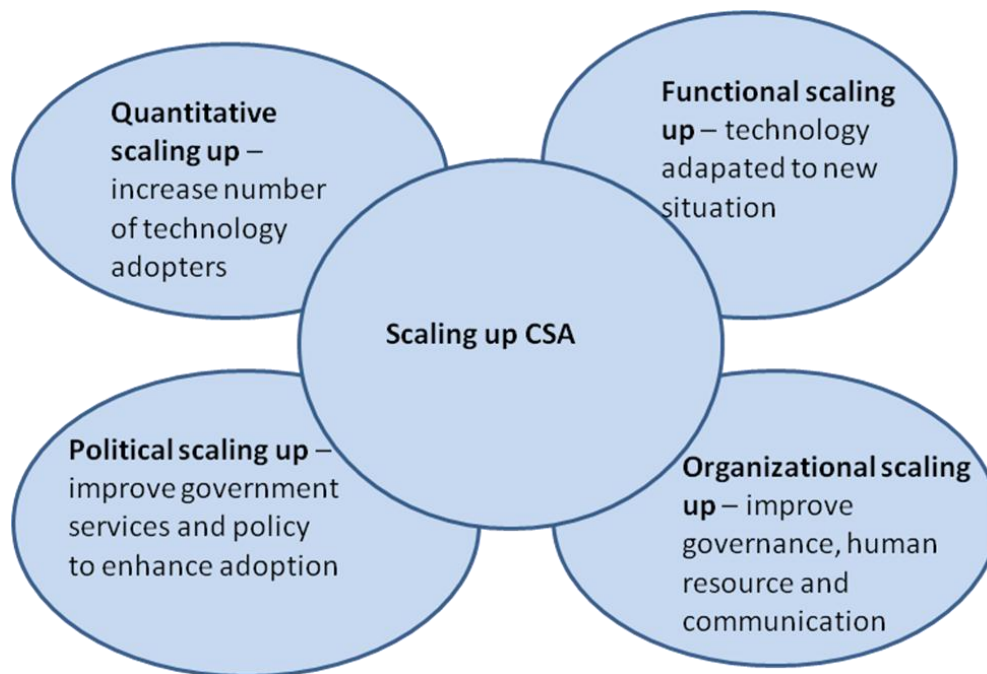 Quantitative
scaling up –
increase number
of technology
adopters
Functional scaling
up – technology
adapated to new
situation
Scaling up CSA
Political scaling up –
improve government
services and policy
to enhance adoption
Organizational scaling
up – improve
governance, human
resource and
communication